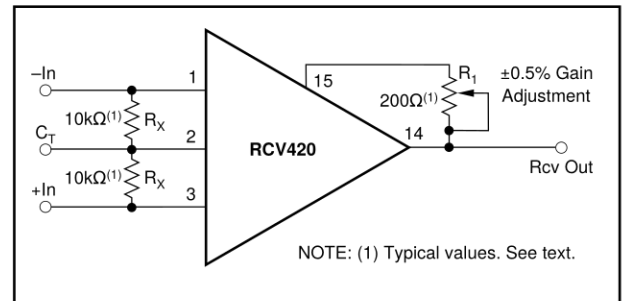 –In
1
10kΩ(1)
RX
CT
2
10kΩ(1)
RX
+In
3
RCV420
15
R1
200Ω(1)
±0.5% Gain
Adjustment
14
Rcv Out
NOTE: (1) Typical values. See text.